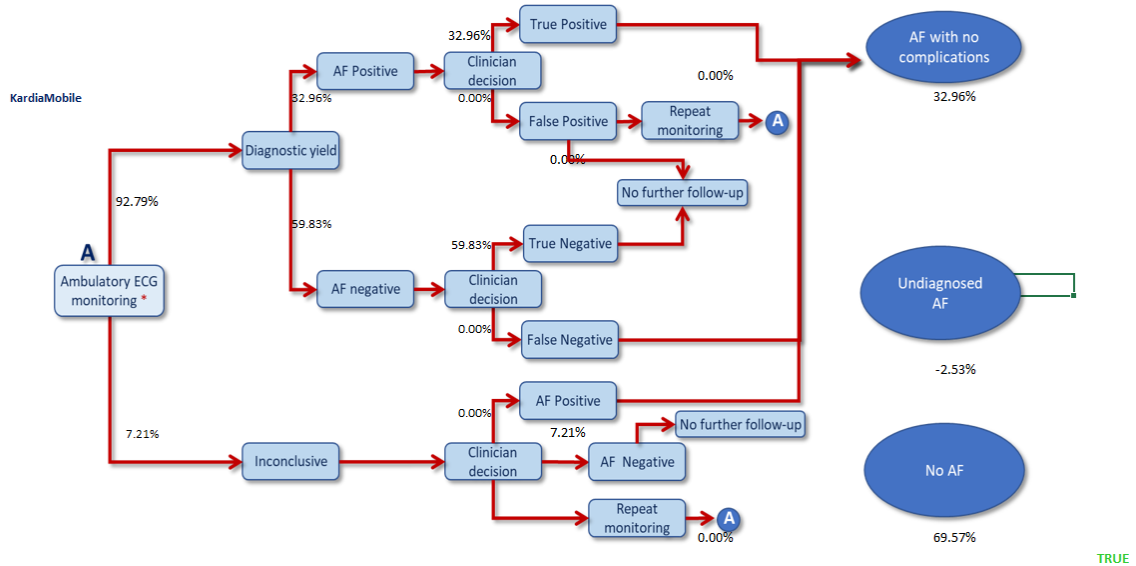 True Positive
AF with no
complications
32.96%
32.96%
AF Positive
Clinician
decision
0.00%
KardiaMobile
32.96%
0.00%
False Positive
Repeat
monitoring
A
Diagnostic yield
0.00%
No further follow-up
92.79%
59.83%
59.83%
True Negative
A
Ambulatory ECG
monitoring *
AF negative
Clinician
decision
Undiagnosed
AF
0.00%
False Negative
-2.53%
AF Positive
0.00%
7.21%
No further follow-up
7.21%
Inconclusive
Clinician
decision
AF Negative
No AF
Repeat
monitoring
A
0.00%
69.57%
TRUE